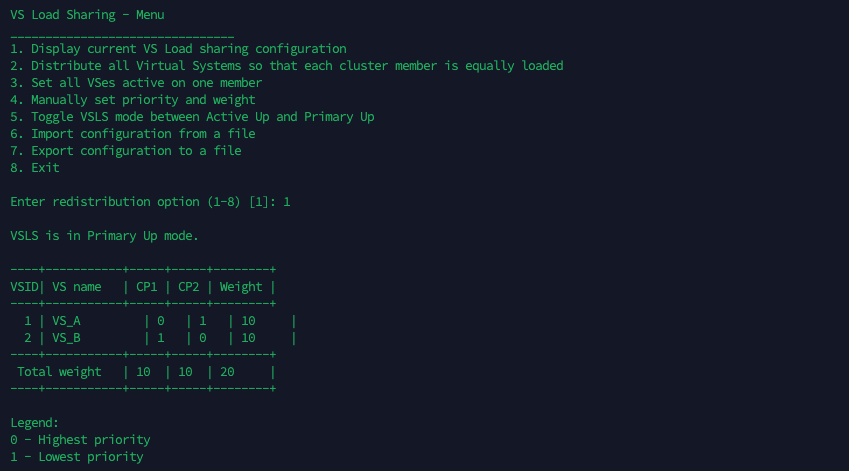 VS Load Sharing - Menu
________________________________
1. Display current VS Load sharing configuration
2. Distribute all Virtual Systems so that each cluster member is equally loaded
3. Set all VSes active on one member
4. Manually set priority and weight
5. Toggle VSLS mode between Active Up and Primary Up
6. Import configuration from a file
7. Export configuration to a file
8. Exit
Enter redistribution option (1-8) [1]: 1
VSLS is in Primary Up mode.
----+-----------+-----+-----+--------+
VSID| VS name   | CP1 | CP2 | Weight |
----+-----------+-----+-----+--------+
  1 | VS_A         | 0   | 1   | 10     |
  2 | VS_B         | 1   | 0   | 10     |
----+-----------+-----+-----+--------+
 Total weight   | 10  | 10  | 20     |
----+-----------+-----+-----+--------+
Legend:
0 - Highest priority
1 - Lowest priority